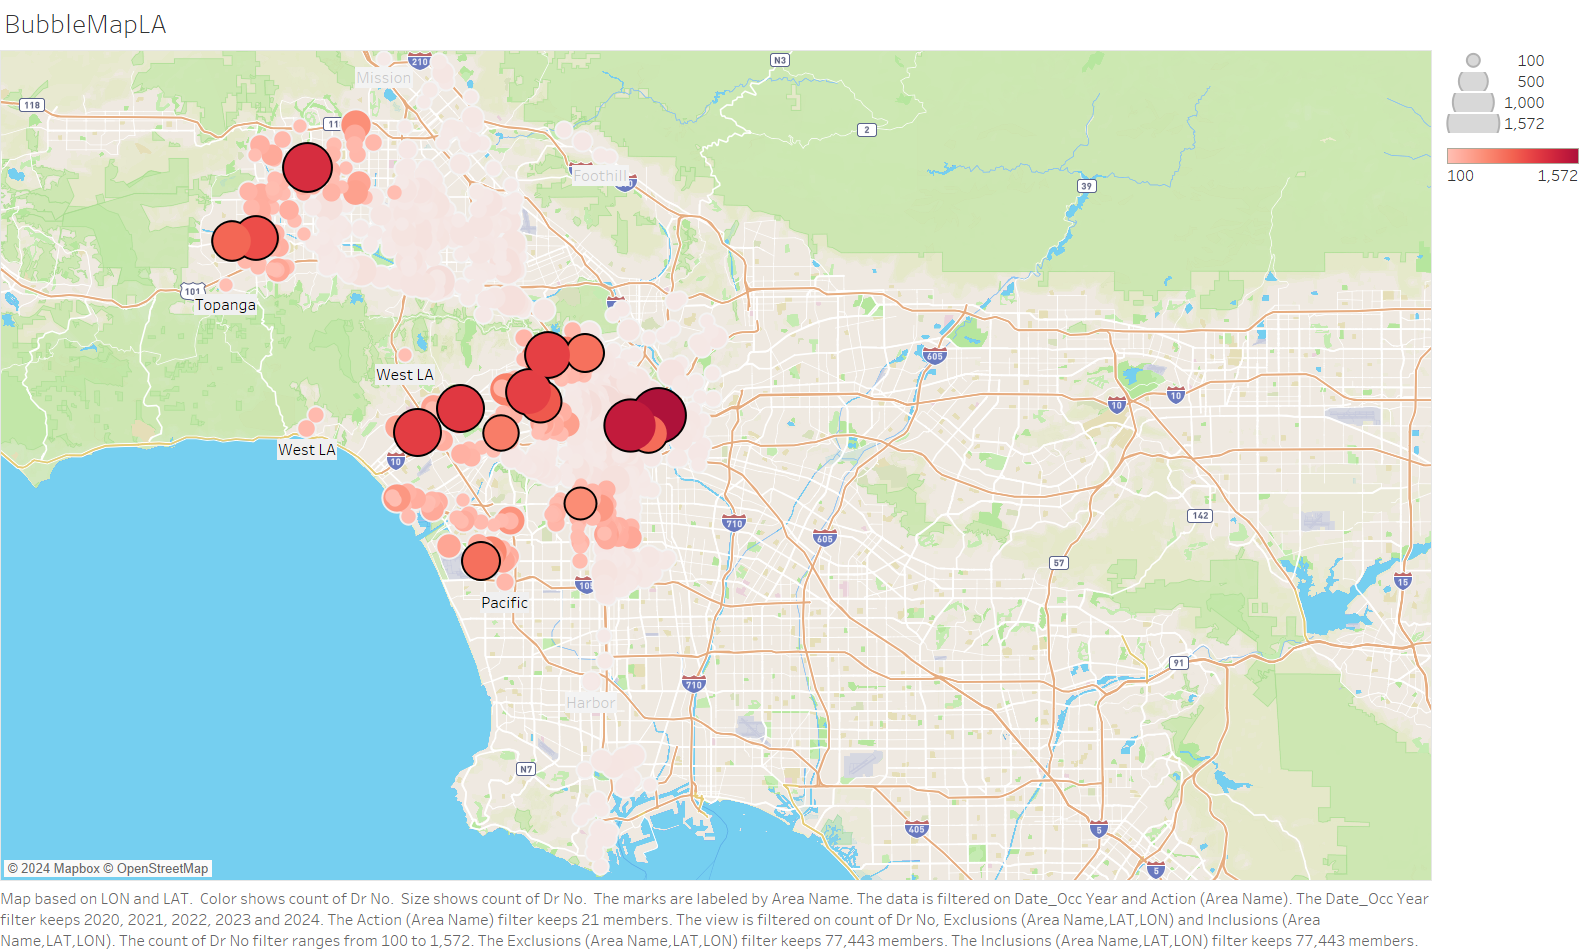 BubbleMapLA
210
N3
100
Mission
500
118
1,000
11
2
1,572
Foothill
100
1,572
39
101
Topanga
605
West LA
10
10
West LA
10
142
710
605
57
15
105
Pacific
91
710
Harbor
N7
405
5
5
© 2024 Mapbox © OpenStreetMap
Map based on LON and LAT. Color shows count of Dr No. Size shows count of Dr No. The marks are labeled by Area Name. The data is filtered on Date_Occ Year and Action (Area Name). The Date_Occ Year
filter keeps 2020, 2021, 2022, 2023 and 2024. The Action (Area Name) filter keeps 21 members. The view is filtered on count of Dr No, Exclusions (Area Name,LAT,LON) and Inclusions (Area
Name,LAT,LON). The count of Dr No filter ranges from 100 to 1,572. The Exclusions (Area Name,LAT,LON) filter keeps 77,443 members. The Inclusions (Area Name,LAT,LON) filter keeps 77,443 members.